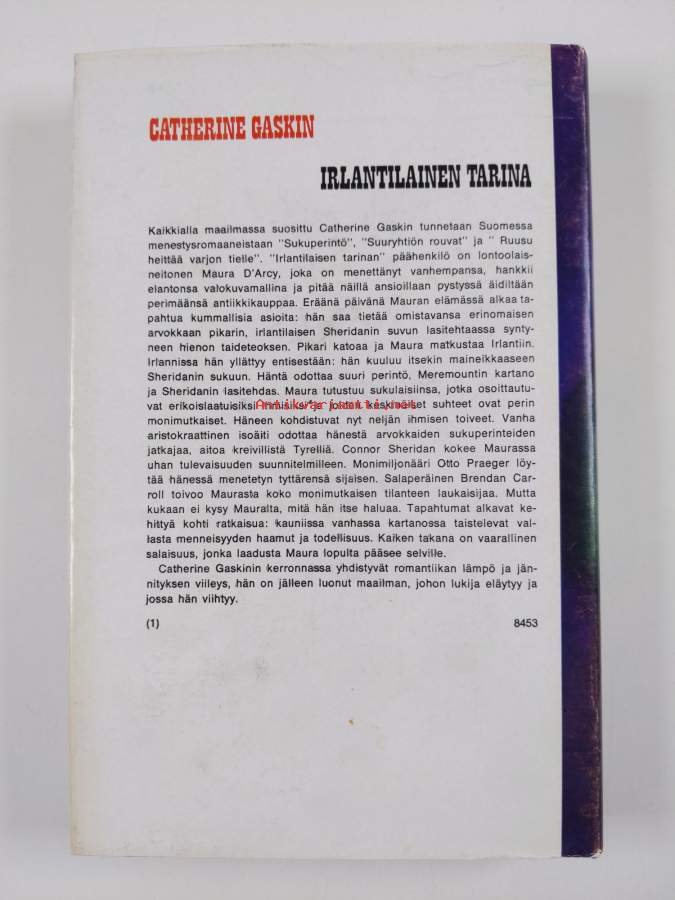 CATHERINE GASKIN
IRLANTILAINEN TARINA
Kaikkialla maailmassa suosittu Catherine Gaskin tunnetaan Suomessa
menestysromaaneistaan "Sukuperintö", "Suuryhtiön rouvat" ja " Ruusu
heittää varjon tielle". "Irlantilaisen tarinan" päähenkilö on lontoolais-
neitonen Maura D'Arcy, joka on menettänyt vanhempansa, hankkii
elantonsa valokuvamallina ja pitää näillä ansioillaan pystyssä äidiltään
perimäänsä antiikkikauppaa. Eräänä päivänä Mauran elämässä alkaa ta-
pahtua kummallisia asioita: hän saa tietää omistavansa erinomaisen
arvokkaan pikarin, irlantilaisen Sheridanin suvun lasitehtaassa synty-
neen hienon taideteoksen. Pikari katoaa ja Maura matkustaa Irlantiin.
Irlannissa hän yllättyy entisestään: hän kuuluu itsekin maineikkaaseen
Sheridanin sukuun. Häntä odottaa suuri perintö, Meremountin kartano
ja Sheridanin lasitehdas. Maura tutustuu sukulaisiinsa, jotka osoittautu-
vat erikoislaatuisiksi ihmisiksi ja joiden keskinäiset suhteet ovat perin
Antikvariaatti.net
monimutkaiset. Häneen kohdistuvat nyt neljän ihmisen toiveet. Vanha
aristokraattinen isoäiti odottaa hänestä arvokkaiden sukuperinteiden
jatkajaa, aitoa kreivillistä Tyrelliä. Connor Sheridan kokee Maurassa
uhan tulevaisuuden suunnitelmilleen. Monimiljonääri Otto Praeger löy-
tää hänessä menetetyn tyttärensä sijaisen. Salaperäinen Brendan Car-
roll toivoo Maurasta koko monimutkaisen tilanteen laukaisijaa. Mutta
kukaan ei kysy Mauralta, mitä hän itse haluaa. Tapahtumat alkavat ke-
hittyä kohti ratkaisua: kauniissa vanhassa kartanossa taistelevat val-
lasta menneisyyden haamut ja todellisuus. Kaiken takana on vaarallinen
salaisuus, jonka laadusta Maura lopulta pääsee selville.
Catherine Gaskinin kerronnassa yhdistyvät romantiikan lämpö ja jän-
nityksen viileys, hän on jälleen luonut maailman, johon lukija eläytyy ja
jossa hän viihtyy.
(1) 8453